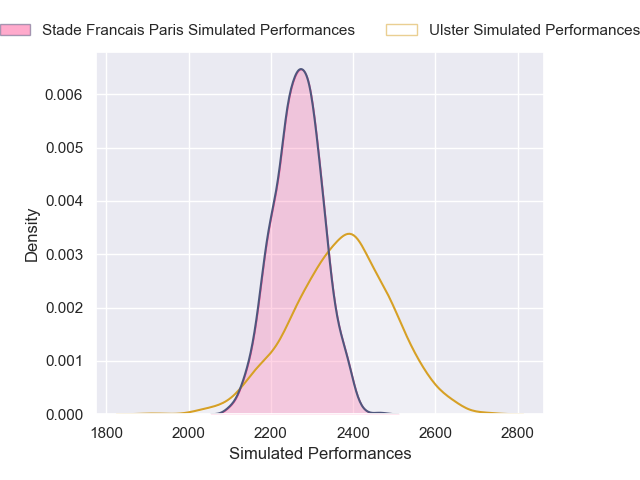 Stade Francais Paris Simulated Performances
Ulster Simulated Performances
0.006
0.005
0.004
0.003
0.002
0.001
0.000
Density
1800 2000 2200 2400 2600 2800
Simulated Performances